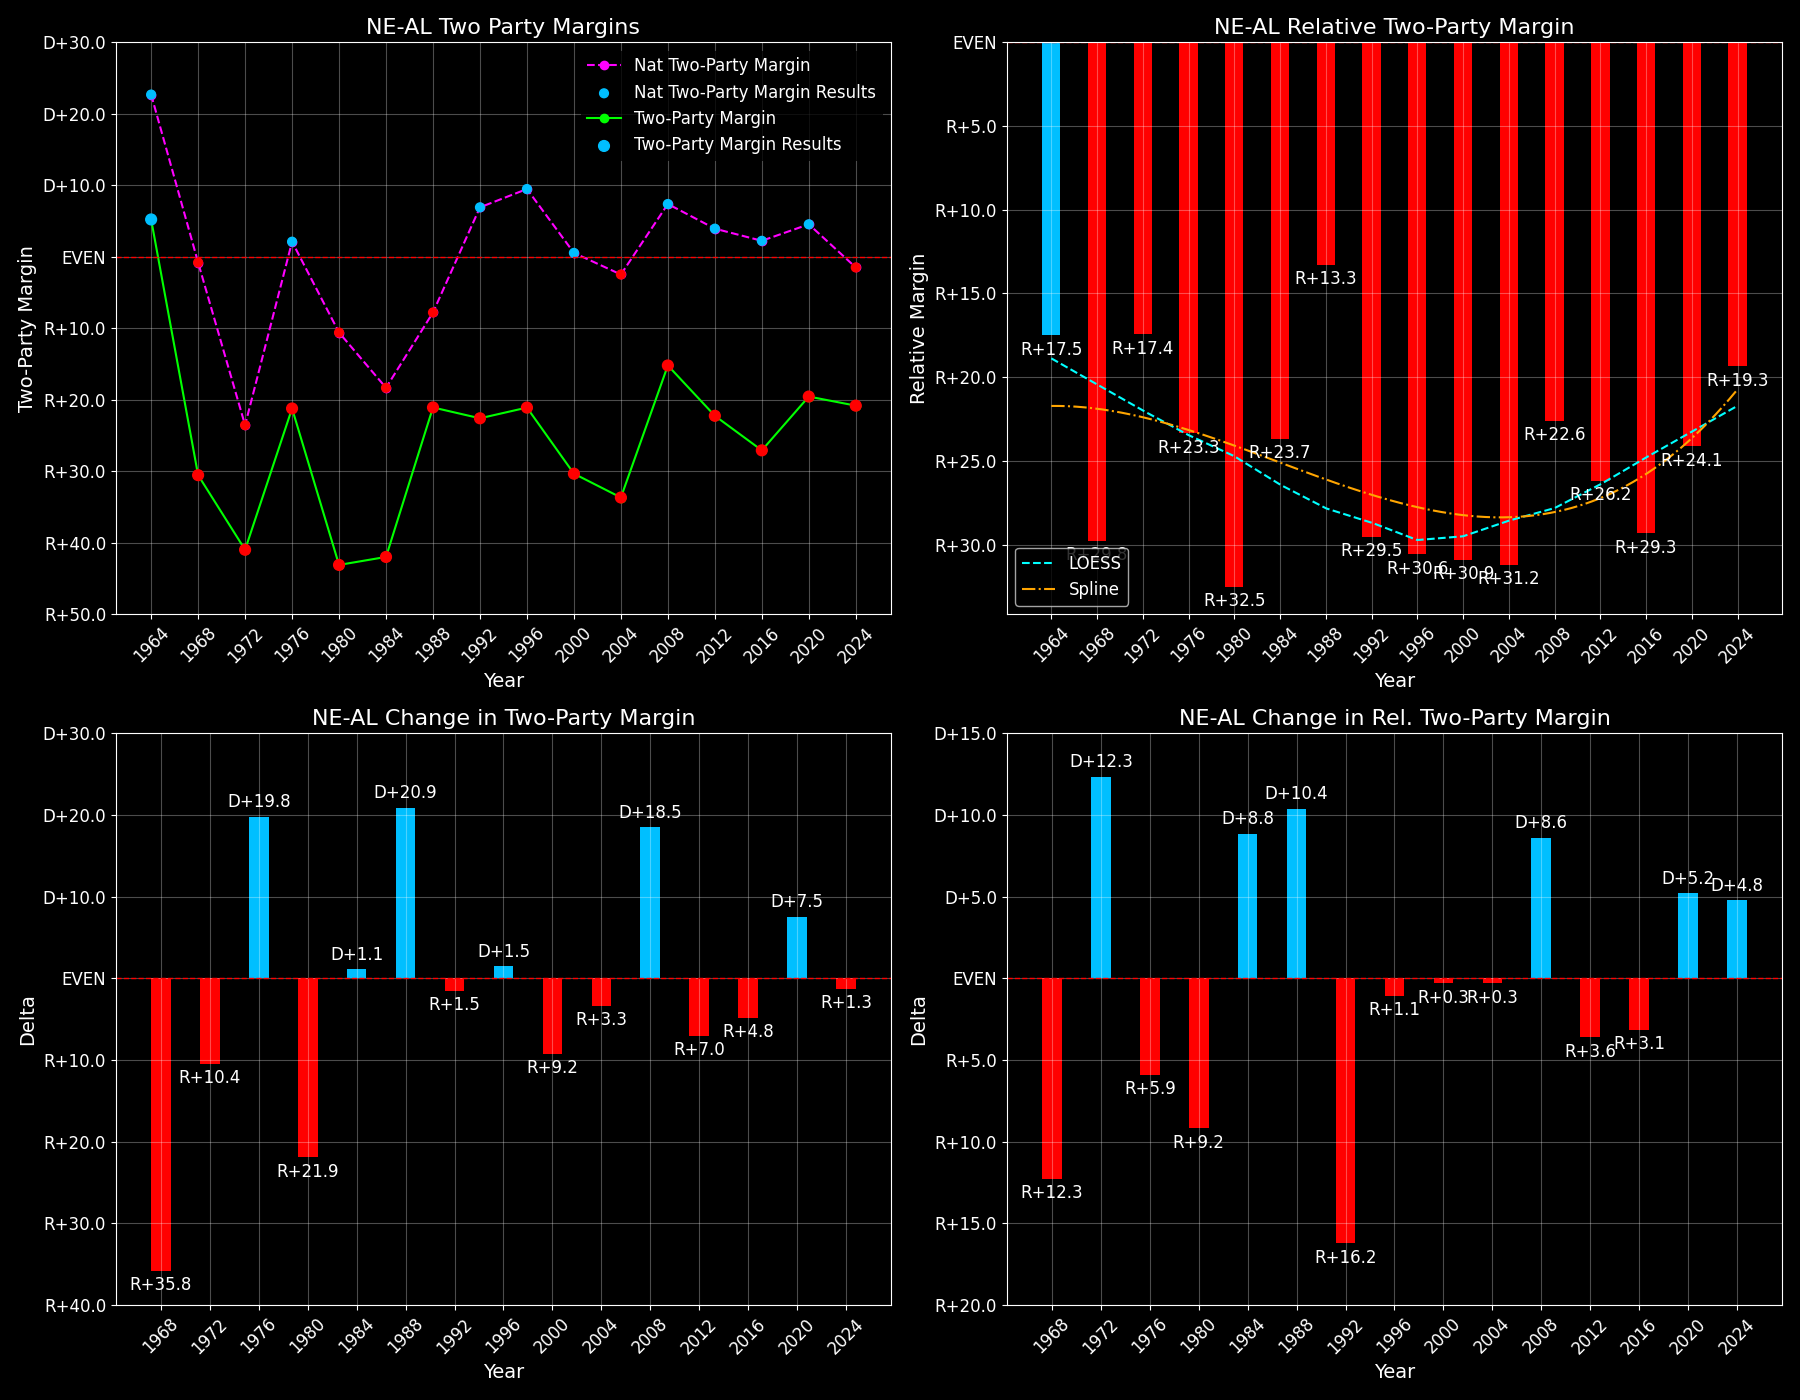 NE-AL Two Party Margins
D+30.0
D+20.0
D+10.0
EVEN
R+10.0
R+20.0
R+30.0
R+40.0
R+50.0
Two-Party Margin
Nat Two-Party Margin
Nat Two-Party Margin Results
Two-Party Margin
Two-Party Margin Results
1964 1968 1972 1976 1980 1984 1988 1992 1996 2000 2004 2008 2012 2016 2020 2024
Year
NE-AL Relative Two-Party Margin
EVEN
R+5.0
R+10.0
R+15.0
R+20.0
R+25.0
R+30.0
Relative Margin
R+17.5
R+29.8
R+17.4
R+23.3
R+32.5
R+23.7
R+13.3
R+29.5
R+30.6
R+30.9
R+31.2
R+22.6
R+26.2
R+29.3
R+24.1
R+19.3
LOESS
Spline
1964 1968 1972 1976 1980 1984 1988 1992 1996 2000 2004 2008 2012 2016 2020 2024
Year
NE-AL Change in Two-Party Margin
D+30.0
D+20.0
D+10.0
EVEN
R+10.0
R+20.0
R+30.0
R+40.0
Delta
R+35.8
R+10.4
D+19.8
R+21.9
D+1.1
D+20.9
R+1.5
D+1.5
R+9.2
R+3.3
D+18.5
R+7.0
R+4.8
D+7.5
R+1.3
1968 1972 1976 1980 1984 1988 1992 1996 2000 2004 2008 2012 2016 2020 2024
Year
NE-AL Change in Rel. Two-Party Margin
D+15.0
D+10.0
D+5.0
EVEN
R+5.0
R+10.0
R+15.0
R+20.0
Delta
R+12.3
D+12.3
R+5.9
R+9.2
D+8.8
D+10.4
R+16.2
R+1.1
R+0.3
R+0.3
D+8.6
R+3.6
R+3.1
D+5.2
D+4.8
1968 1972 1976 1980 1984 1988 1992 1996 2000 2004 2008 2012 2016 2020 2024
Year